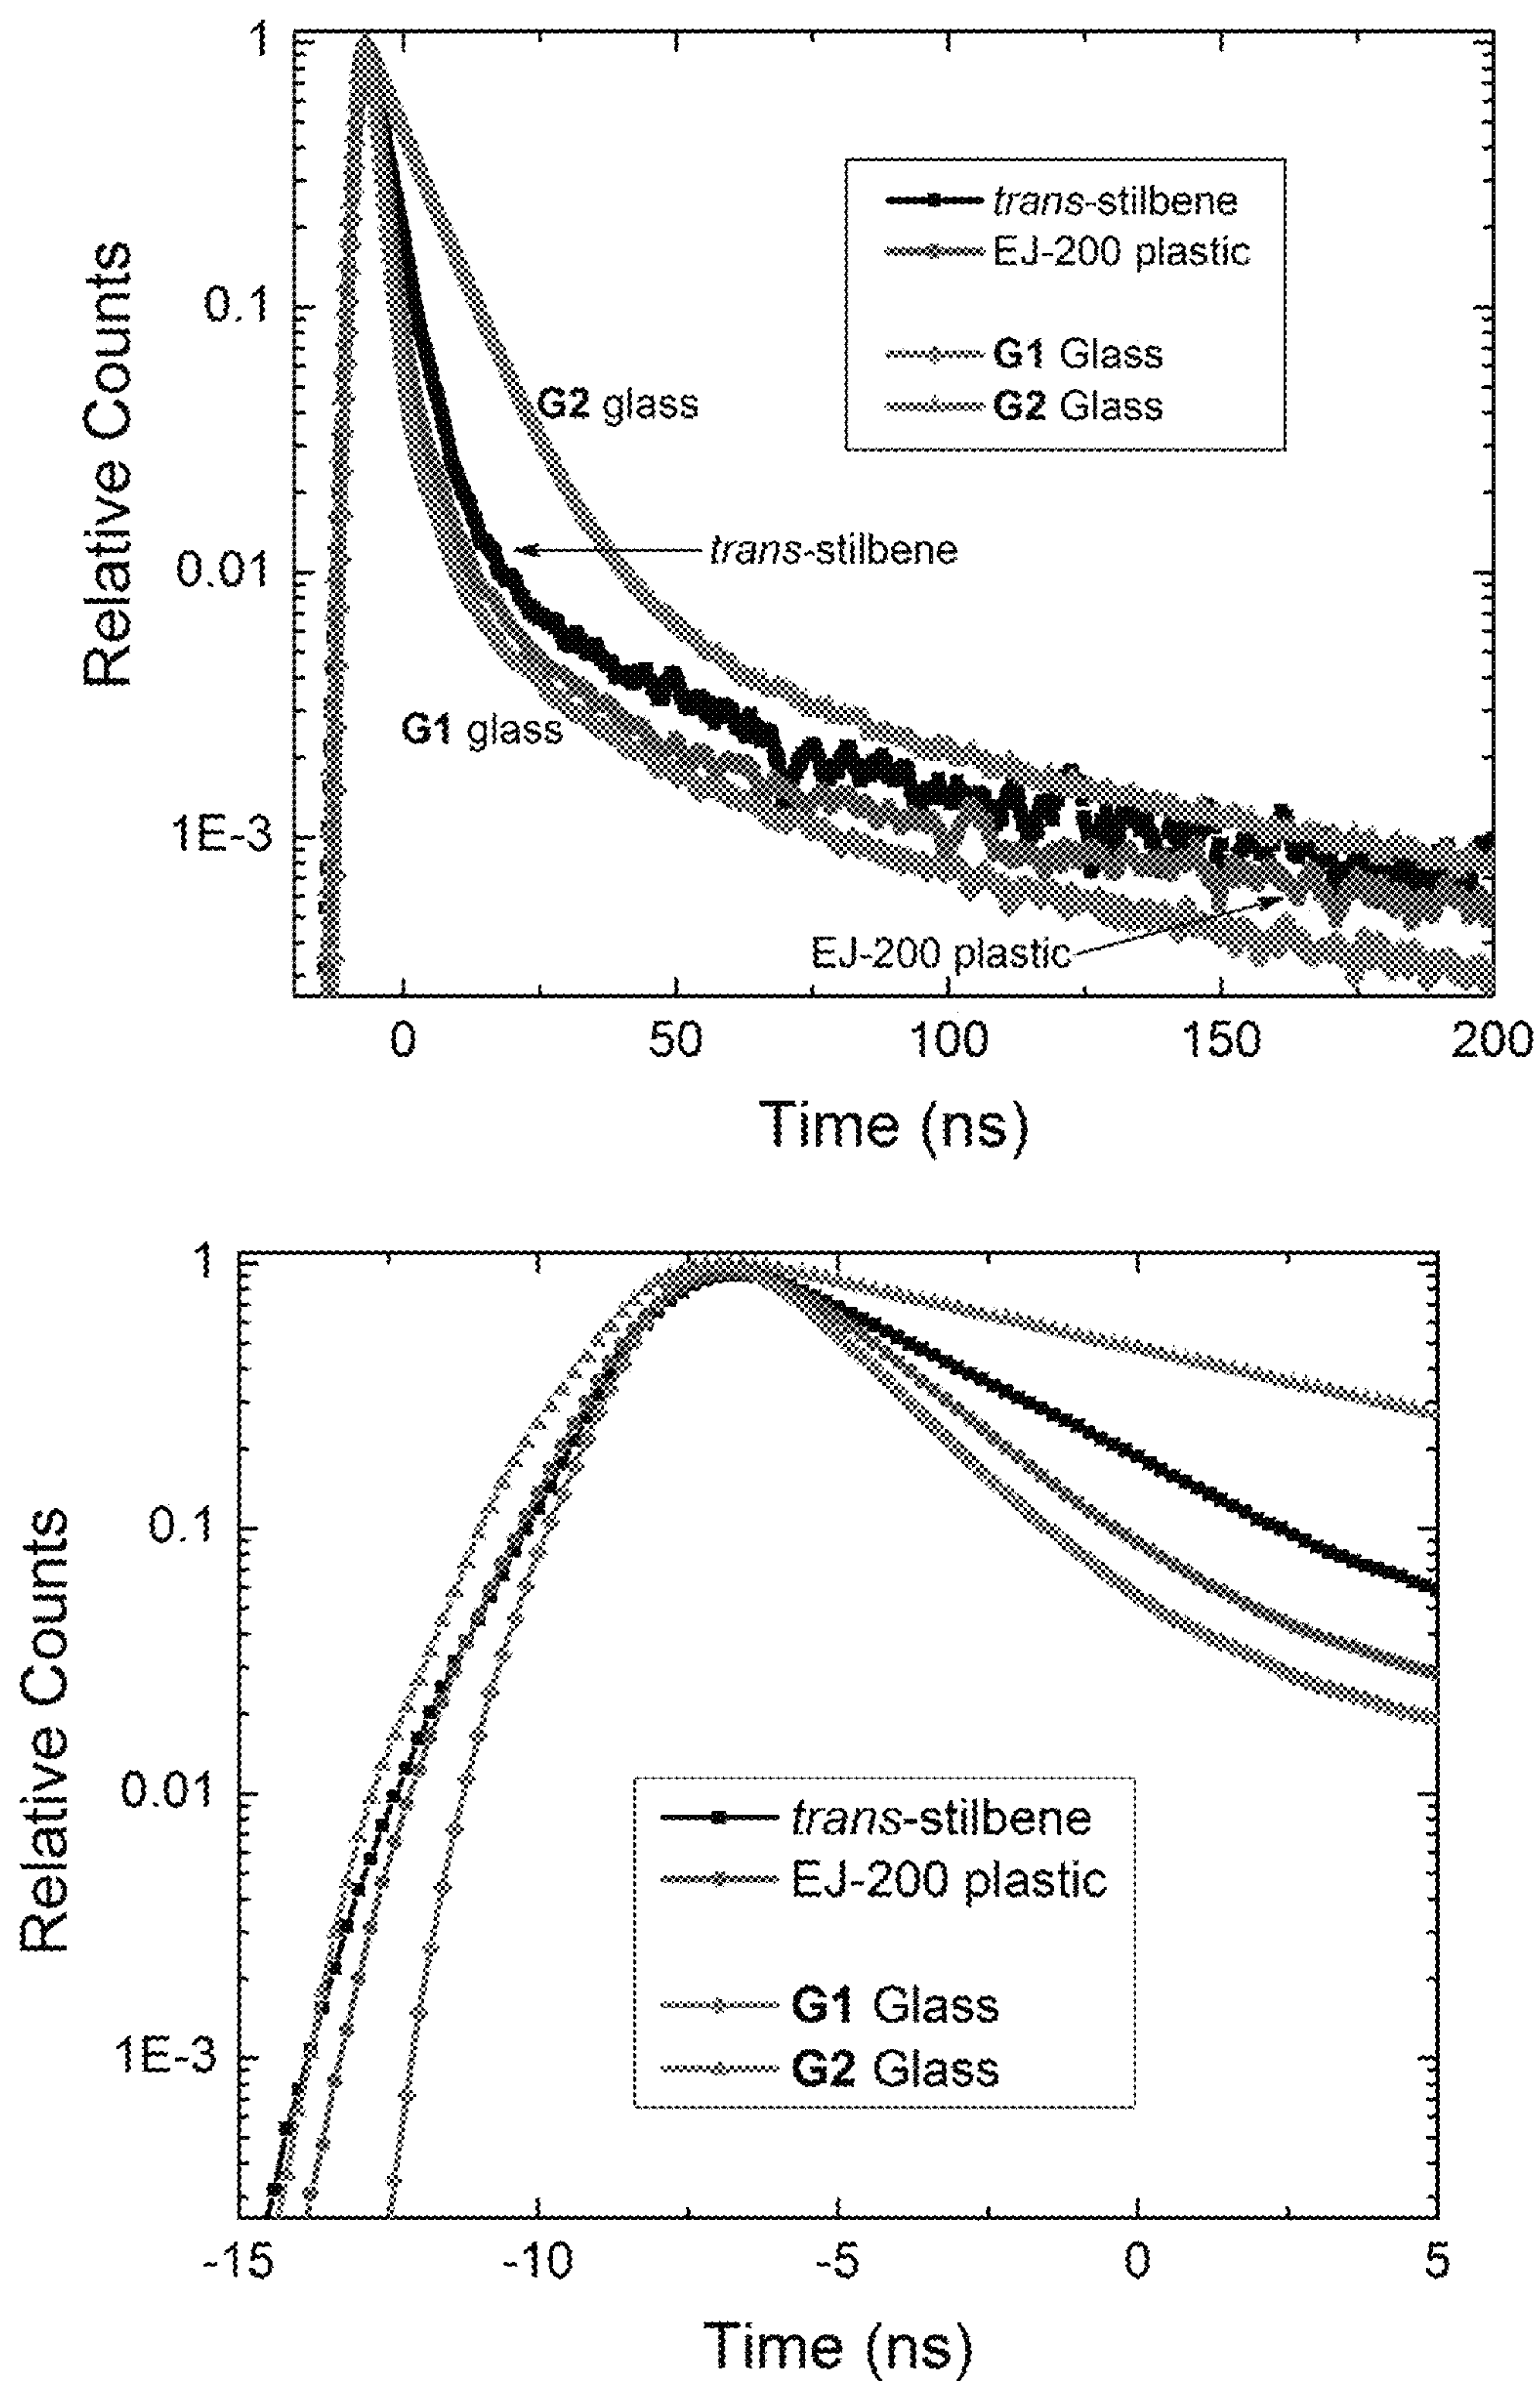 1
0.1
0.01
1E-3
Relative Counts
trans-stilbene
EJ-200 plastic
G1 Glass
G2 Glass
G2 glass
trans-stilbene
G1 glass
EJ-200 plastic
0 50 100 150 200
Time (ns)
1
0.1
0.01
1E-3
Relative Counts
trans-stilbene
EJ-200 plastic
G1 Glass
G2 Glass
-15 -10 -5 0 5
Time (ns)